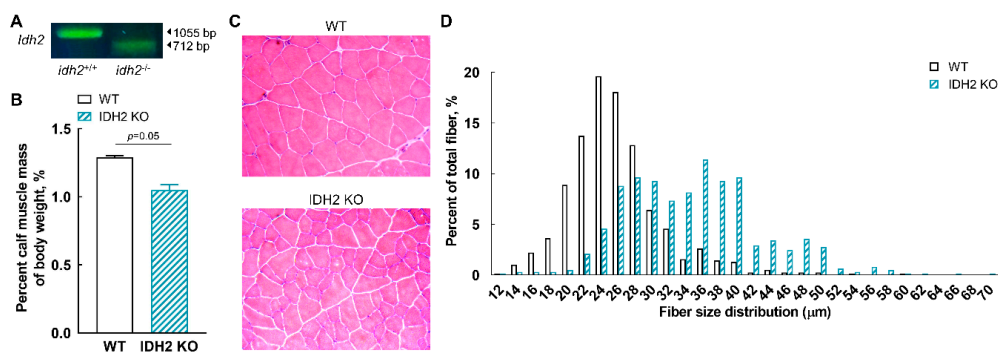 A
Idh2
1055 bp
712 bp
idh2+/+ idh2-/-
B
WT
IDH2 KO
Percent calf muscle mass
of body weight, %
1.5
1.0
0.5
0.0
p=0.05
WT IDH2 KO
C
WT
IDH2 KO
D
WT
IDH2 KO
Percent of total fiber, %
20
15
10
5
0
12 14 16 18 20 22 24 26 28 30 32 34 36 38 40 42 44 46 48 50 52 54 56 58 60 62 64 66 68 70
Fiber size distribution (μm)